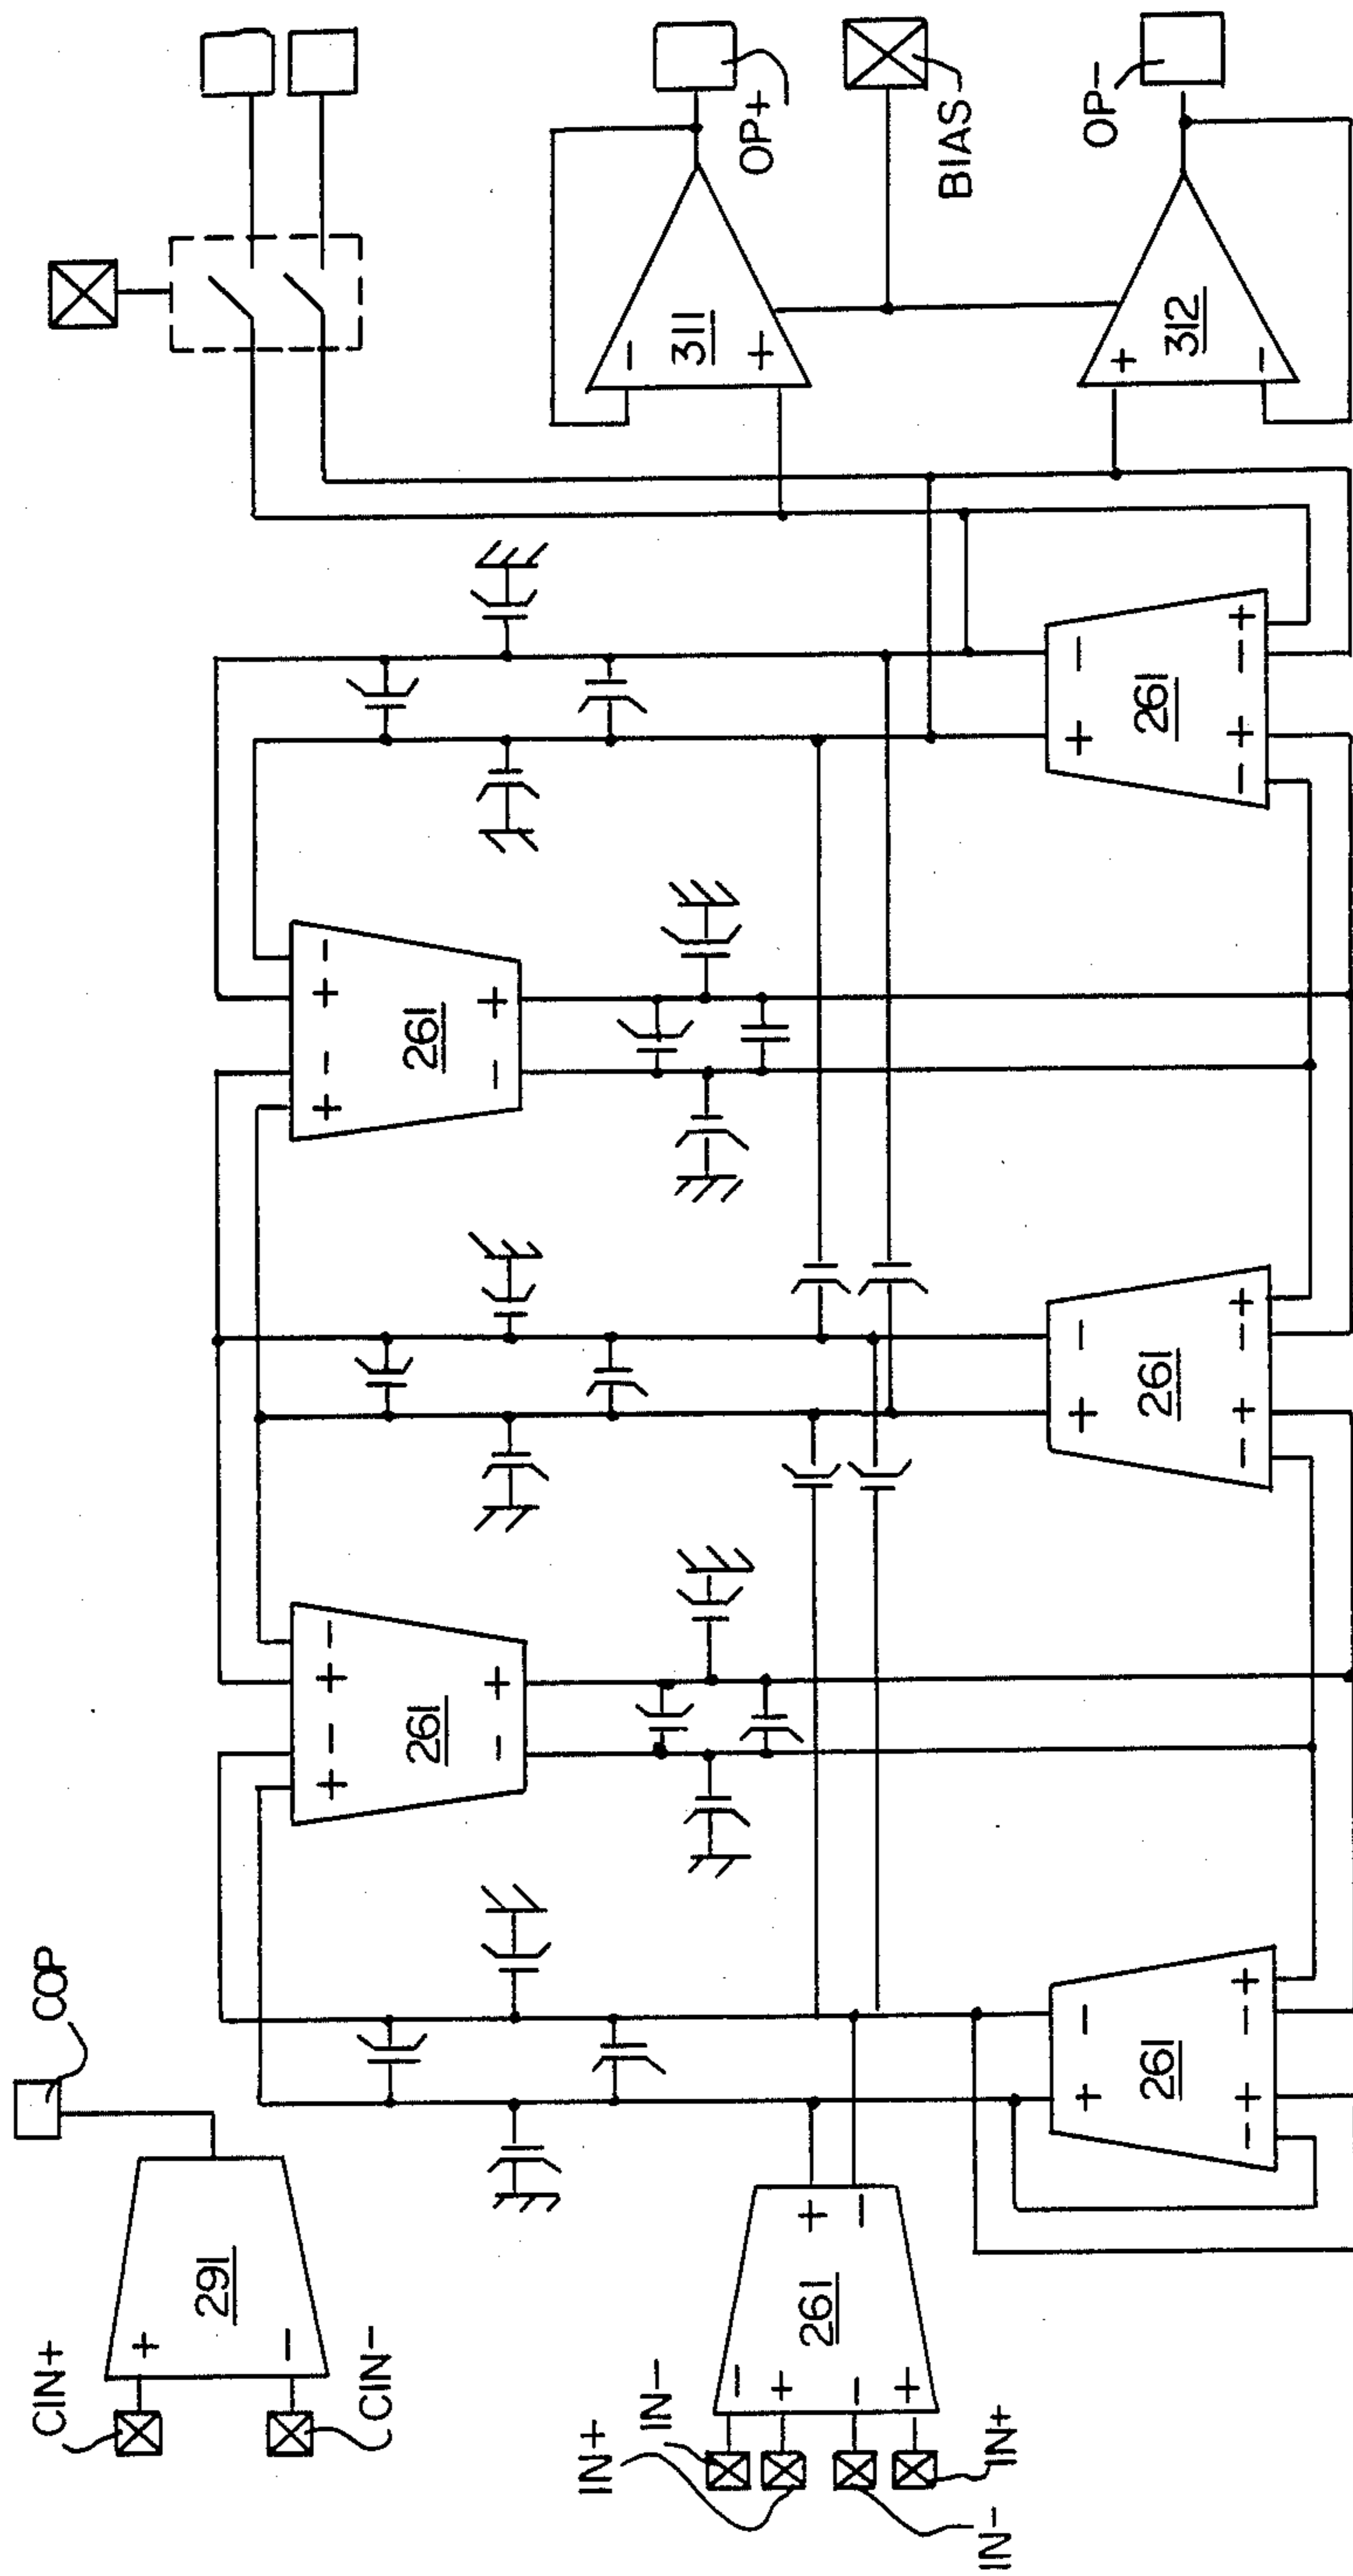 COP
CIN+
291
CIN-
261
261
311
OP+
IN+
IN-
261
IN-
IN+
BIAS
261
261
261
312
OP-